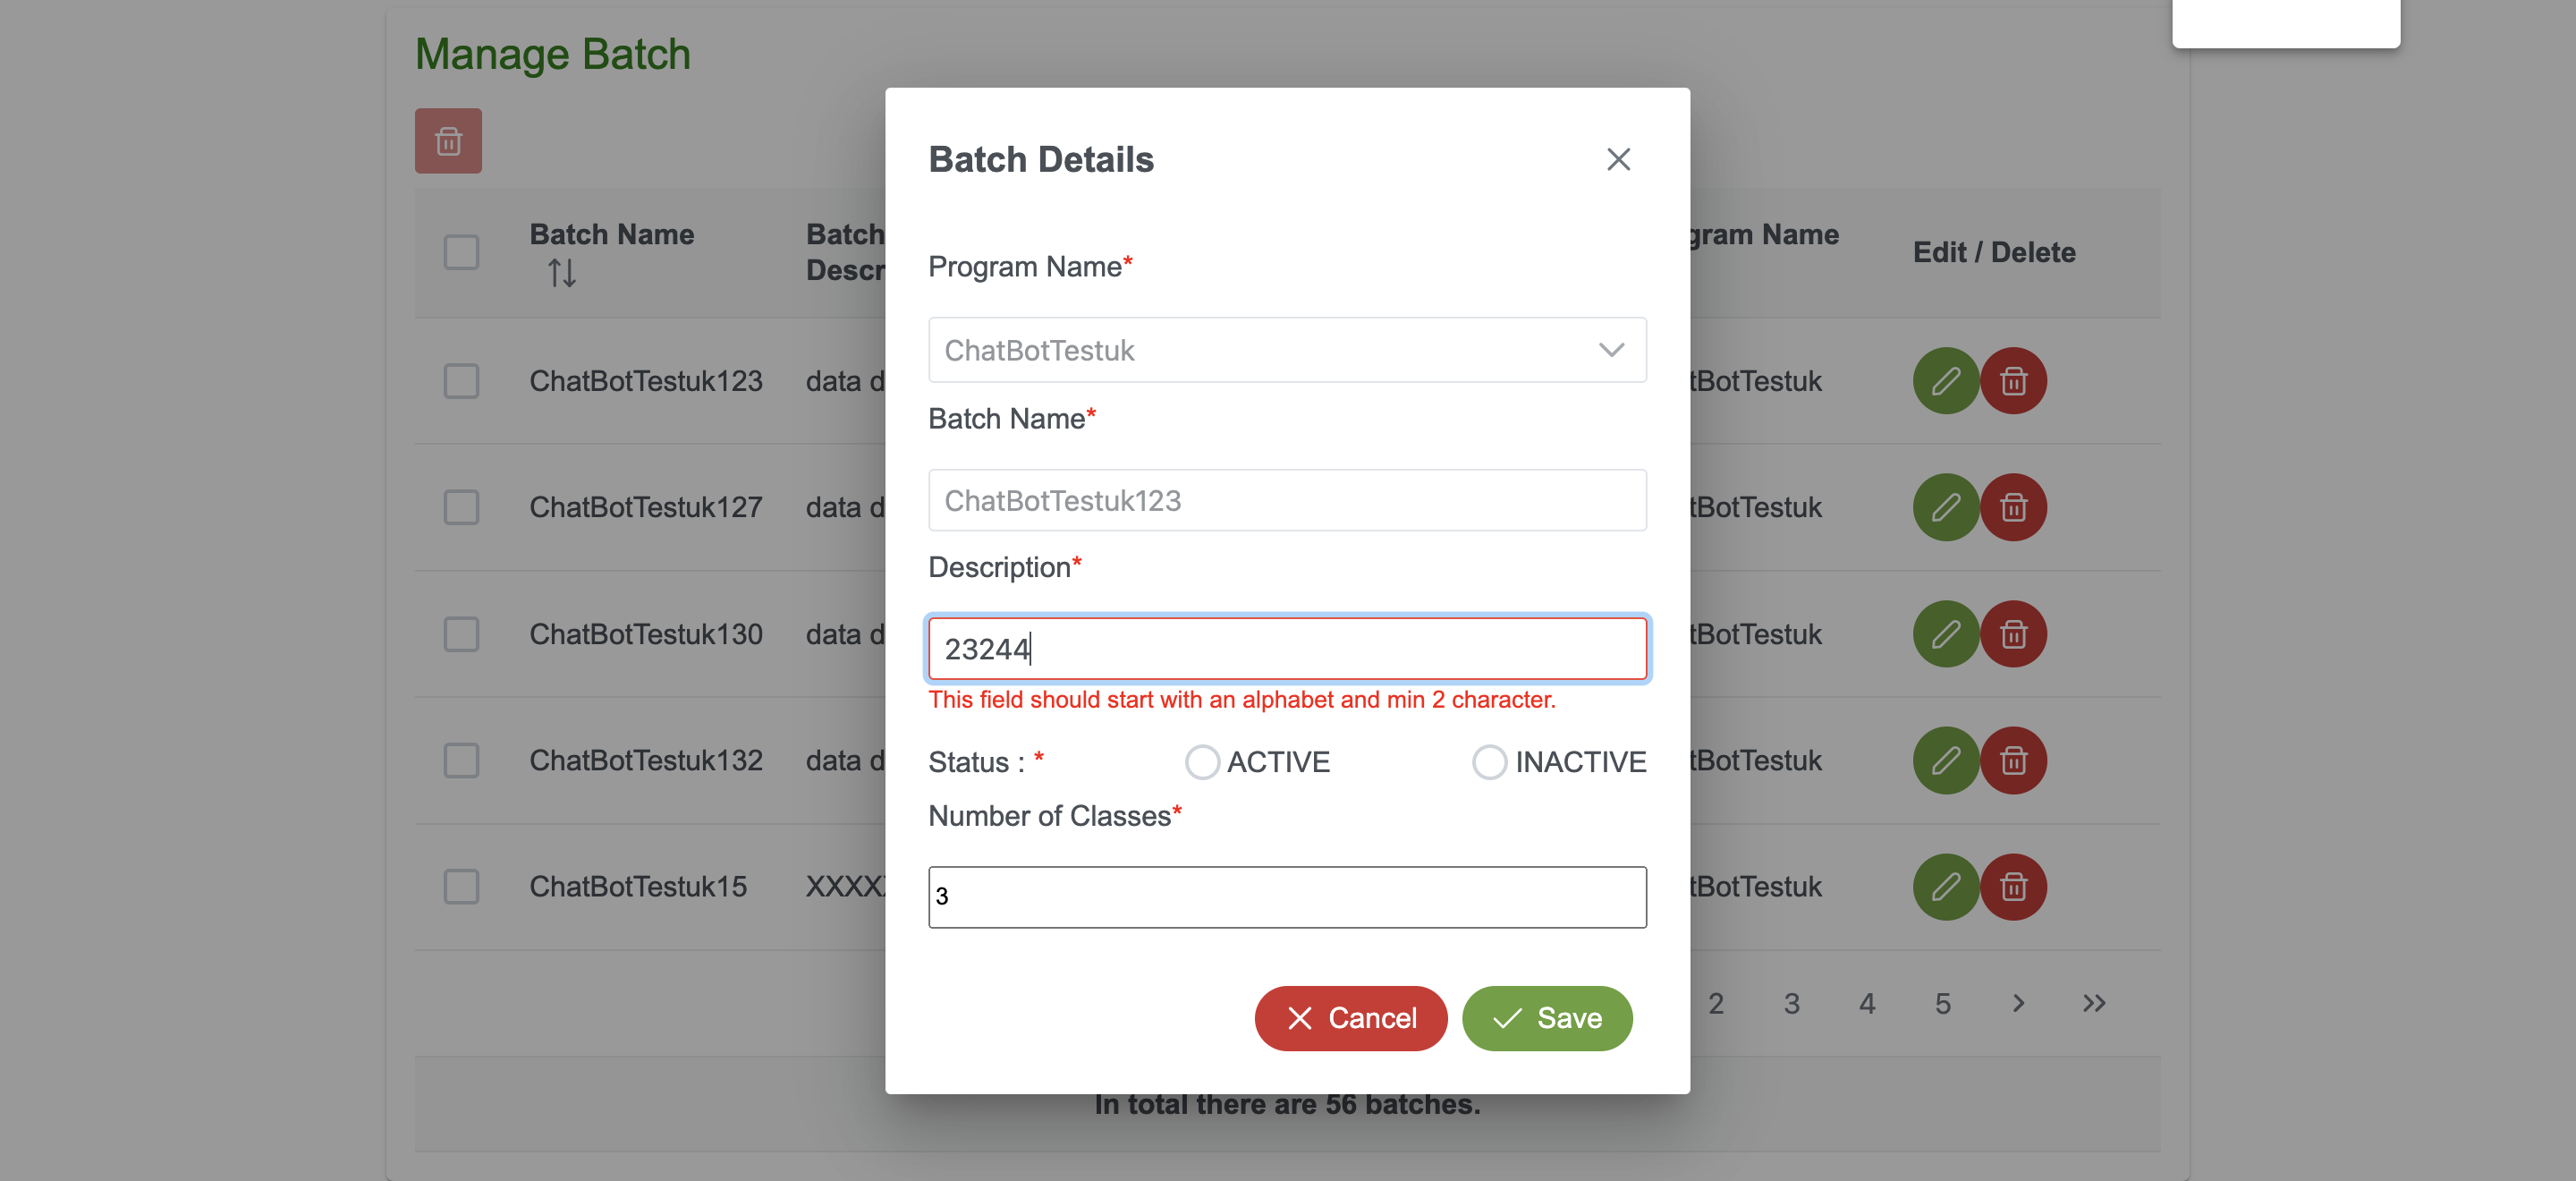 Manage Batch
Batch Name
Batch
Descr
gram Name
Edit / Delete
ChatBotTestuk123
data d
tBotTestuk
ChatBotTestuk127
data d
tBotTestuk
ChatBotTestuk130
data d
tBotTestuk
ChatBotTestuk132
data d
tBotTestuk
ChatBotTestuk15
XXXX
tBotTestuk
2 3 4 5
In total there are 56 batches.
Batch Details
Program Name*
ChatBotTestuk
Batch Name*
ChatBotTestuk123
Description*
23244
This field should start with an alphabet and min 2 character.
Status : * ACTIVE INACTIVE
Number of Classes*
3
Cancel Save